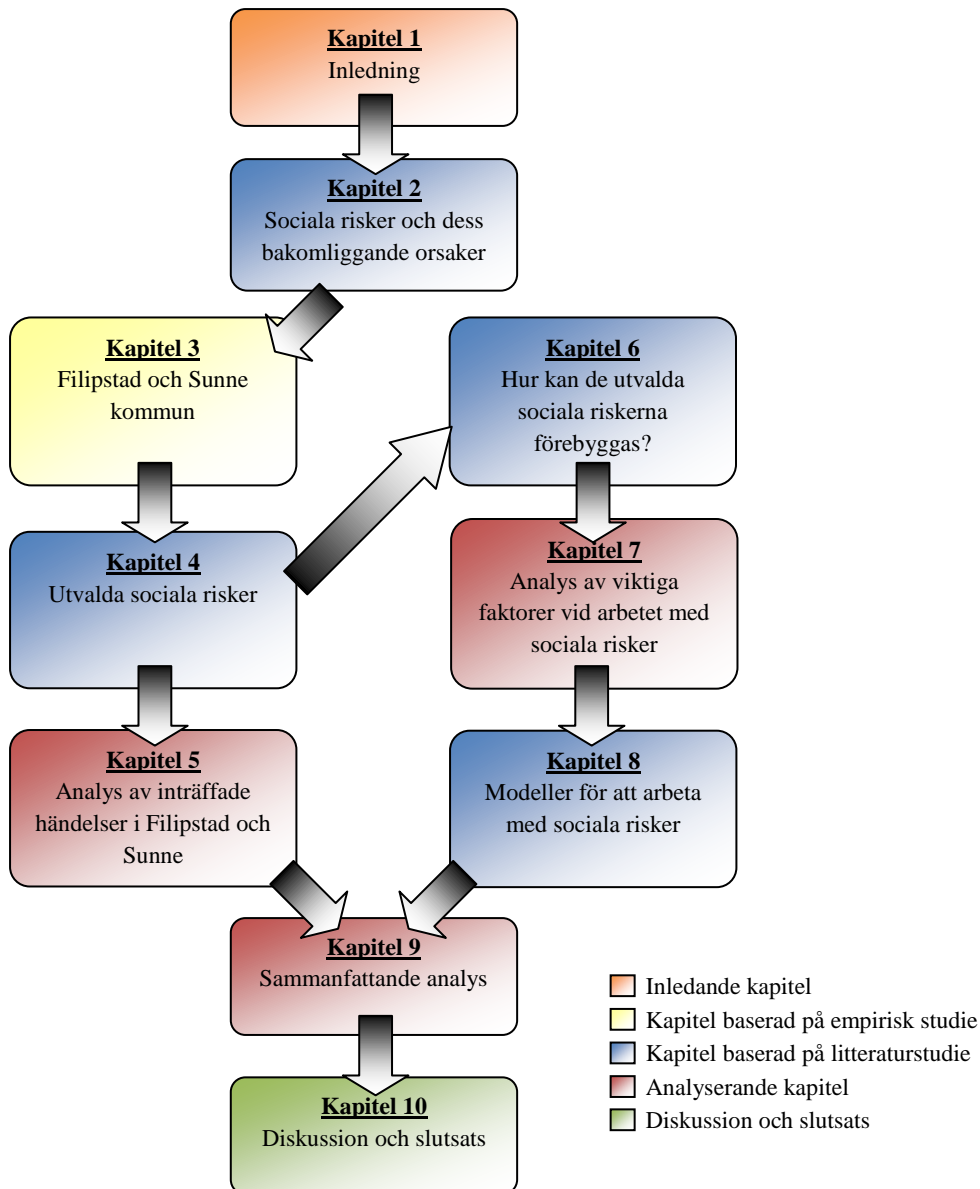 Kapitel 1
Inledning
Kapitel 2
Sociala risker och dess
bakomliggande orsaker
Kapitel 3
Filipstad och Sunne
kommun
Kapitel 4
Utvalda sociala risker
Kapitel 5
Analys av inträffade
händelser i Filipstad och
Sunne
Kapitel 6
Hur kan de utvalda
sociala riskerna
förebyggas?
Kapitel 7
Analys av viktiga
faktorer vid arbetet med
sociala risker
Kapitel 8
Modeller för att arbeta
med sociala risker
Kapitel 9
Sammanfattande analys
Kapitel 10
Diskussion och slutsats
Inledande kapitel
Kapitel baserad på empirisk studie
Kapitel baserad på litteraturstudie
Analyserande kapitel
Diskussion och slutsats